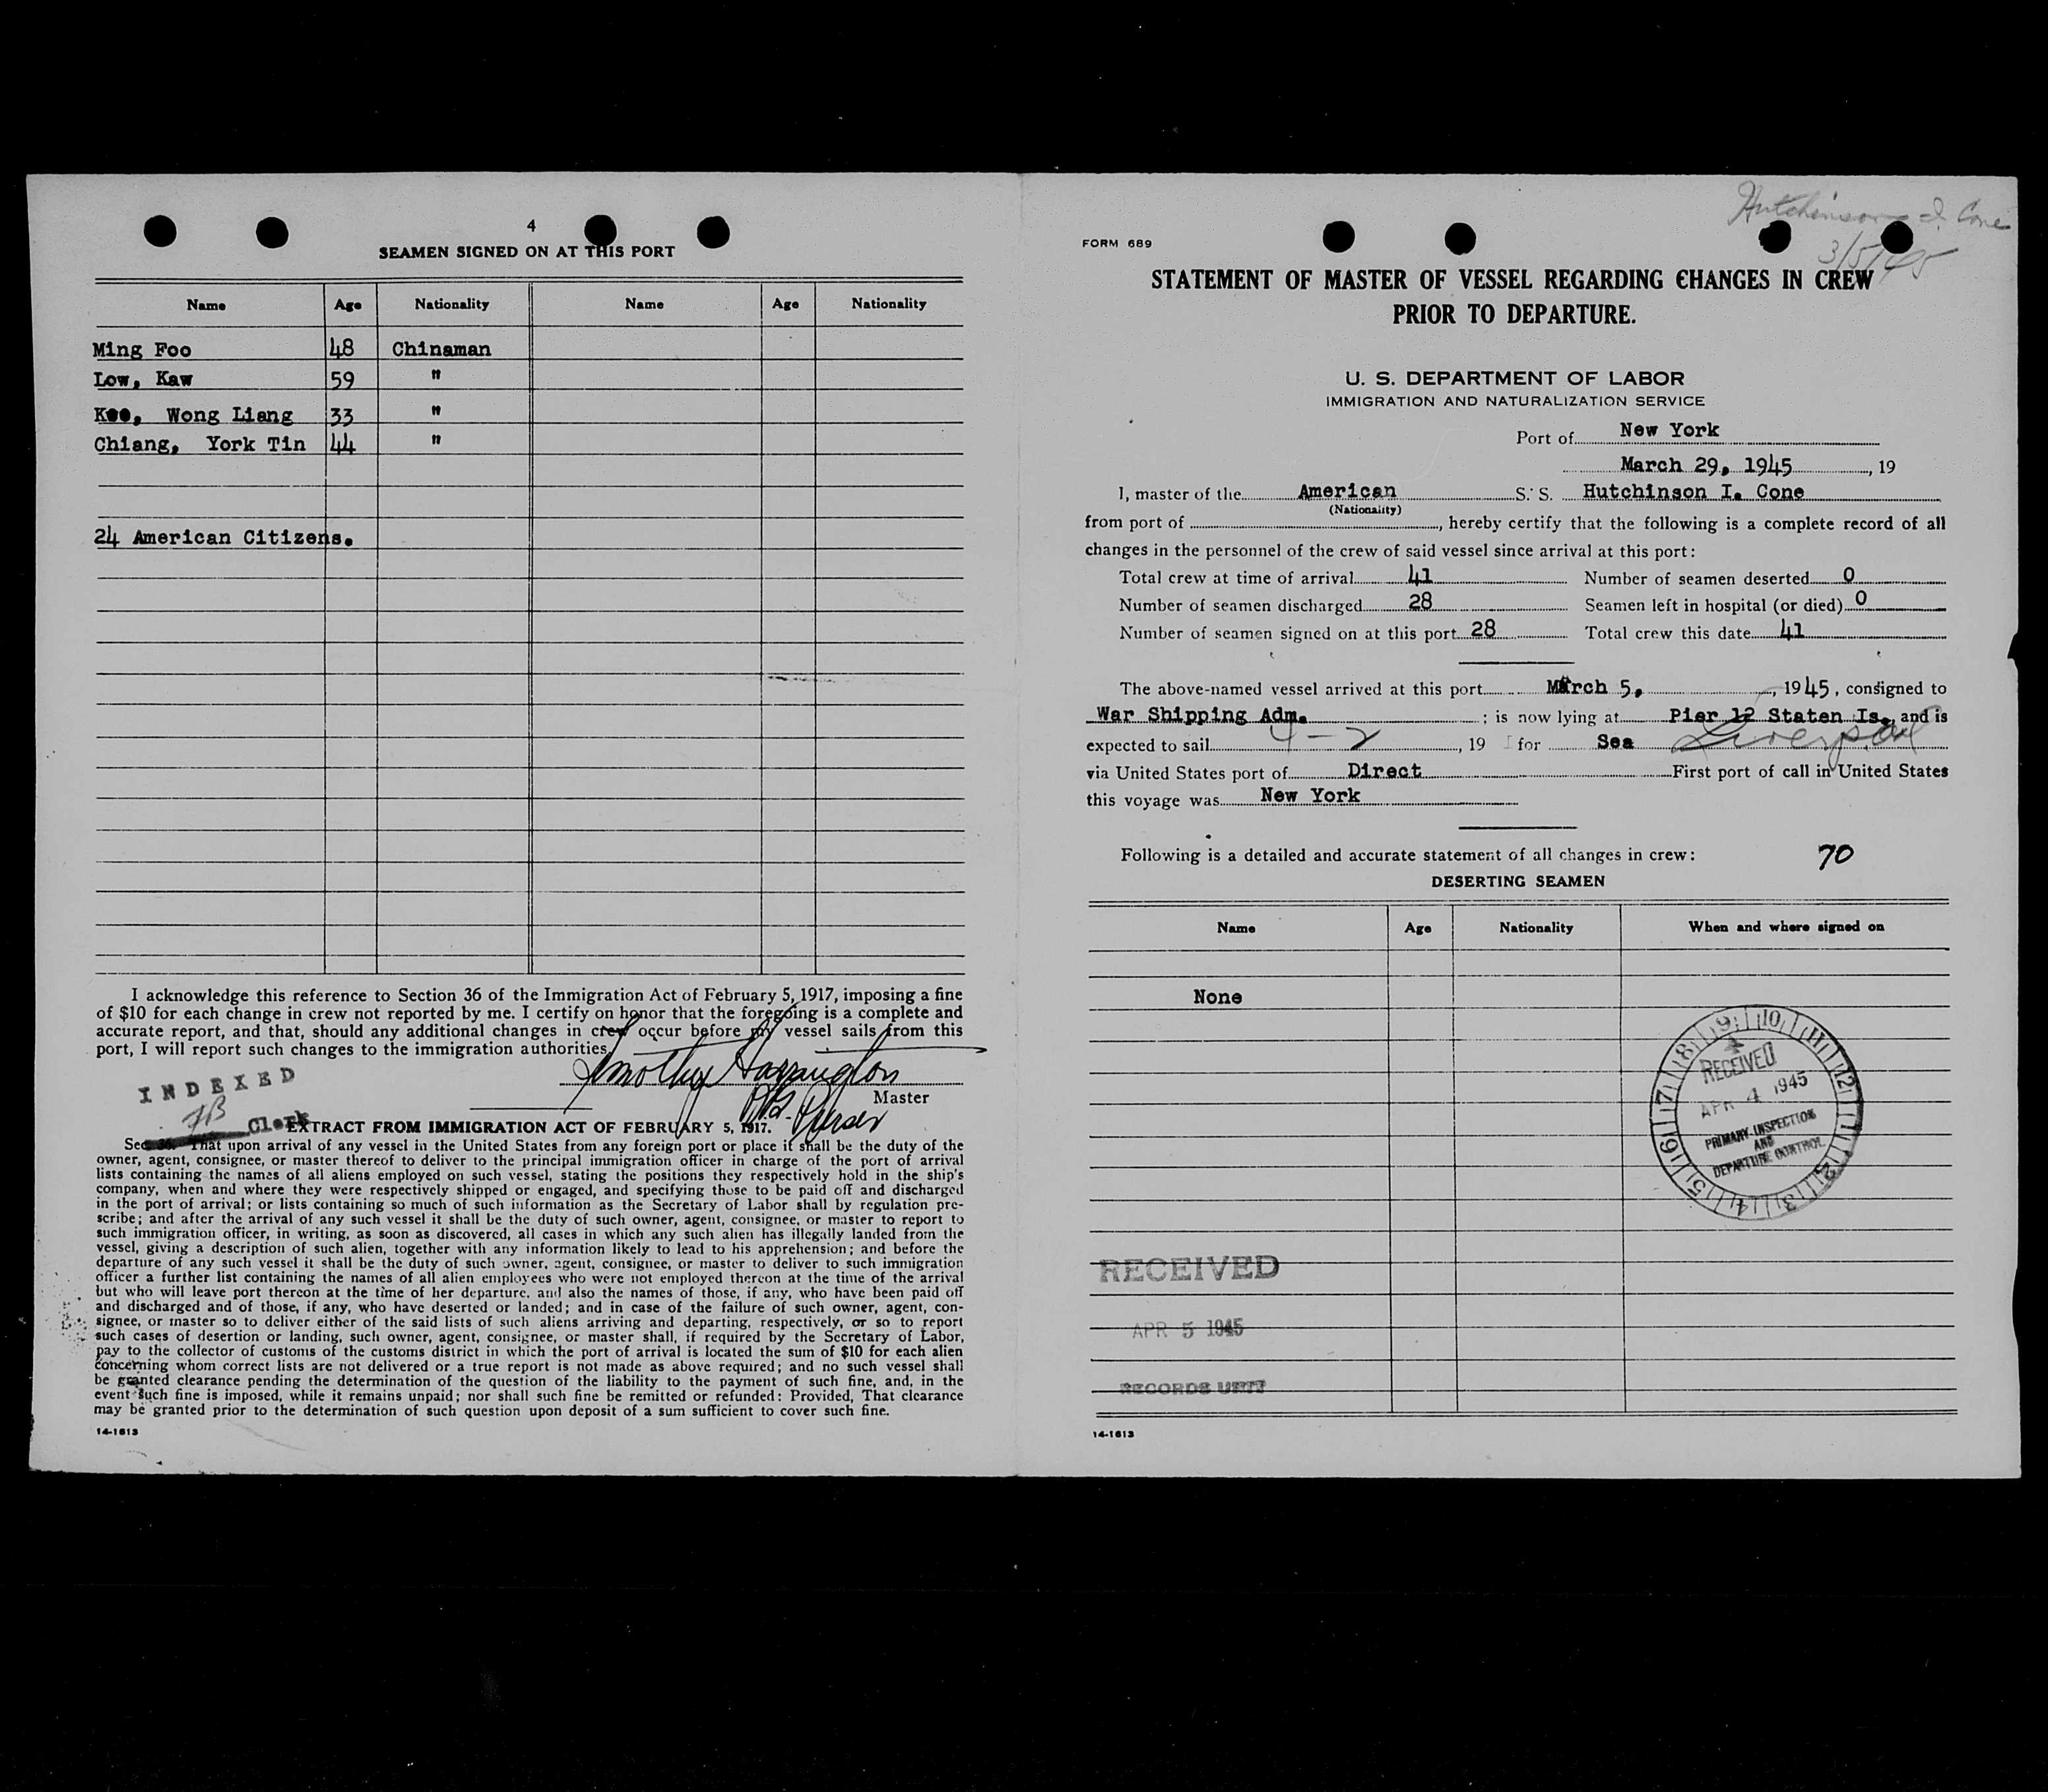 4
SEAMEN SIGNED ON AT THIS PORT
Name Age Nationality Name Age Nationality
Ming Foo 48 Chinaman
Low, Kaw 59 "
Koo, Wong Liang 33 "
Chiang, York Tin 44 "
24 American Citizens.
I acknowledge this reference to Section 36 of the Immigration Act of February 5, 1917, imposing a fine
of $10 for each change in crew not reported by me. I certify on honor that the foregoing is a complete and
accurate report, and that, should any additional changes in crew occur before my vessel sails from this
port, I will report such changes to the immigration authorities.
Timothy Harrington
Master
Purser
INDEXED
JB Clerk
EXTRACT FROM IMMIGRATION ACT OF FEBRUARY 5, 1917.
Sec. 36. That upon arrival of any vessel in the United States from any foreign port or place it shall be the duty of the
owner, agent, consignee, or master thereof to deliver to the principal immigration officer in charge of the port of arrival
lists containing the names of all aliens employed on such vessel, stating the positions they respectively hold in the ship's
company, when and where they were respectively shipped or engaged, and specifying those to be paid off and discharged
in the port of arrival; or lists containing so much of such information as the Secretary of Labor shall by regulation pre-
scribe; and after the arrival of any such vessel it shall be the duty of such owner, agent, consignee, or master to report to
such immigration officer, in writing, as soon as discovered, all cases in which any such alien has illegally landed from the
vessel, giving a description of such alien, together with any information likely to lead to his apprehension; and before the
departure of any such vessel it shall be the duty of such owner, agent, consignee, or master to deliver to such immigration
officer a further list containing the names of all alien employees who were not employed thereon at the time of the arrival
but who will leave port thereon at the time of her departure, and also the names of those, if any, who have been paid off
and discharged and of those, if any, who have deserted or landed; and in case of the failure of such owner, agent, con-
signee, or master so to deliver either of the said lists of such aliens arriving and departing, respectively, or so to report
such cases of desertion or landing, such owner, agent, consignee, or master shall, if required by the Secretary of Labor,
pay to the collector of customs of the customs district in which the port of arrival is located the sum of $10 for each alien
concerning whom correct lists are not delivered or a true report is not made as above required; and no such vessel shall
be granted clearance pending the determination of the question of the liability to the payment of such fine, and, in the
event such fine is imposed, while it remains unpaid; nor shall such fine be remitted or refunded: Provided, That clearance
may be granted prior to the determination of such question upon deposit of a sum sufficient to cover such fine.
14-1613
Hutchinson I. Cone
3/5/45
FORM 689
STATEMENT OF MASTER OF VESSEL REGARDING CHANGES IN CREW
PRIOR TO DEPARTURE.
U. S. DEPARTMENT OF LABOR
IMMIGRATION AND NATURALIZATION SERVICE
Port of New York
March 29, 1945, 19
I, master of the American S. S. Hutchinson I. Cone
(Nationality)
from port of , hereby certify that the following is a complete record of all
changes in the personnel of the crew of said vessel since arrival at this port:
Total crew at time of arrival 41 Number of seamen deserted 0
Number of seamen discharged 28 Seamen left in hospital (or died) 0
Number of seamen signed on at this port 28 Total crew this date 41
The above-named vessel arrived at this port March 5, , 1945, consigned to
War Shipping Adm. ; is now lying at Pier 12 Staten Is., and is
expected to sail 4-2 , 19 for Sea Liverpool
via United States port of Direct First port of call in United States
this voyage was New York
Following is a detailed and accurate statement of all changes in crew: 70
DESERTING SEAMEN
Name Age Nationality When and where signed on
None
9 10 11 12 1 2 3 4 5 6 7 8
RECEIVED
APR 4 1945
PRIMARY INSPECTION
AND
DEPARTURE CONTROL
RECEIVED
APR 5 1945
RECORDS UNIT
14-1613